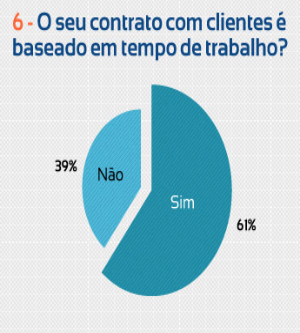 6 - O seu contrato com clientes é
baseado em tempo de trabalho?
39%
Não
Sim
61%